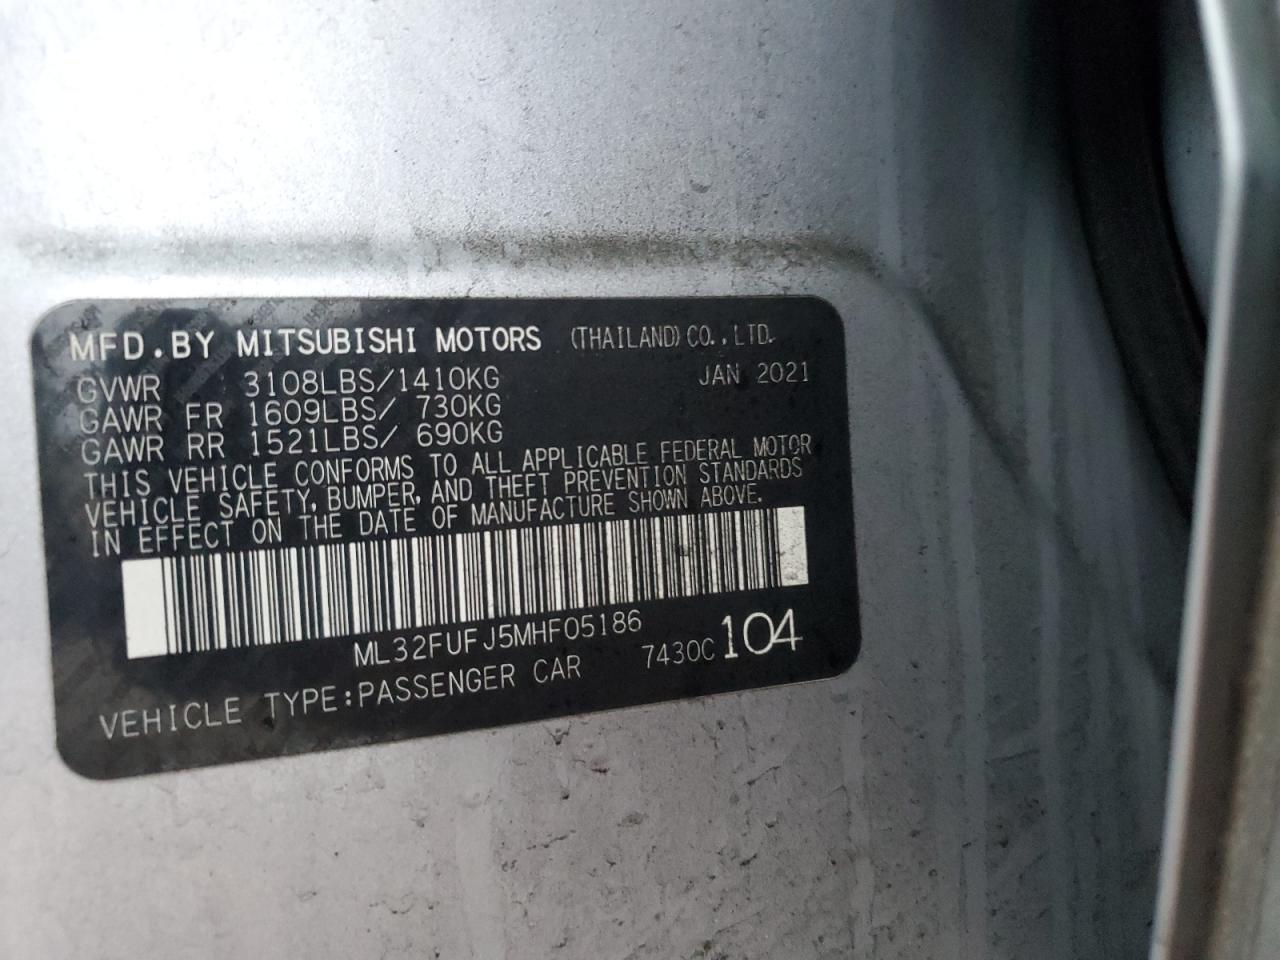 MFD.BY MITSUBISHI MOTORS (THAILAND) CO.,LTD.
GVWR 3108LBS/1410KG JAN 2021
GAWR FR 1609LBS/ 730KG
GAWR RR 1521LBS/ 690KG
THIS VEHICLE CONFORMS TO ALL APPLICABLE FEDERAL MOTOR
VEHICLE SAFETY, BUMPER, AND THEFT PREVENTION STANDARDS
IN EFFECT ON THE DATE OF MANUFACTURE SHOWN ABOVE.
ML32FUFJ5MHF05186
VEHICLE TYPE:PASSENGER CAR 7430C 104